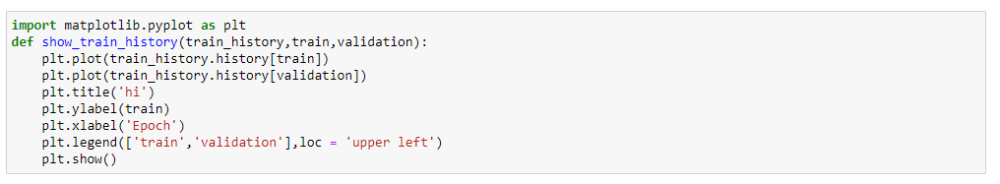 import matplotlib.pyplot as plt
def show_train_history(train_history,train,validation):
    plt.plot(train_history.history[train])
    plt.plot(train_history.history[validation])
    plt.title('hi')
    plt.ylabel(train)
    plt.xlabel('Epoch')
    plt.legend(['train','validation'],loc = 'upper left')
    plt.show()